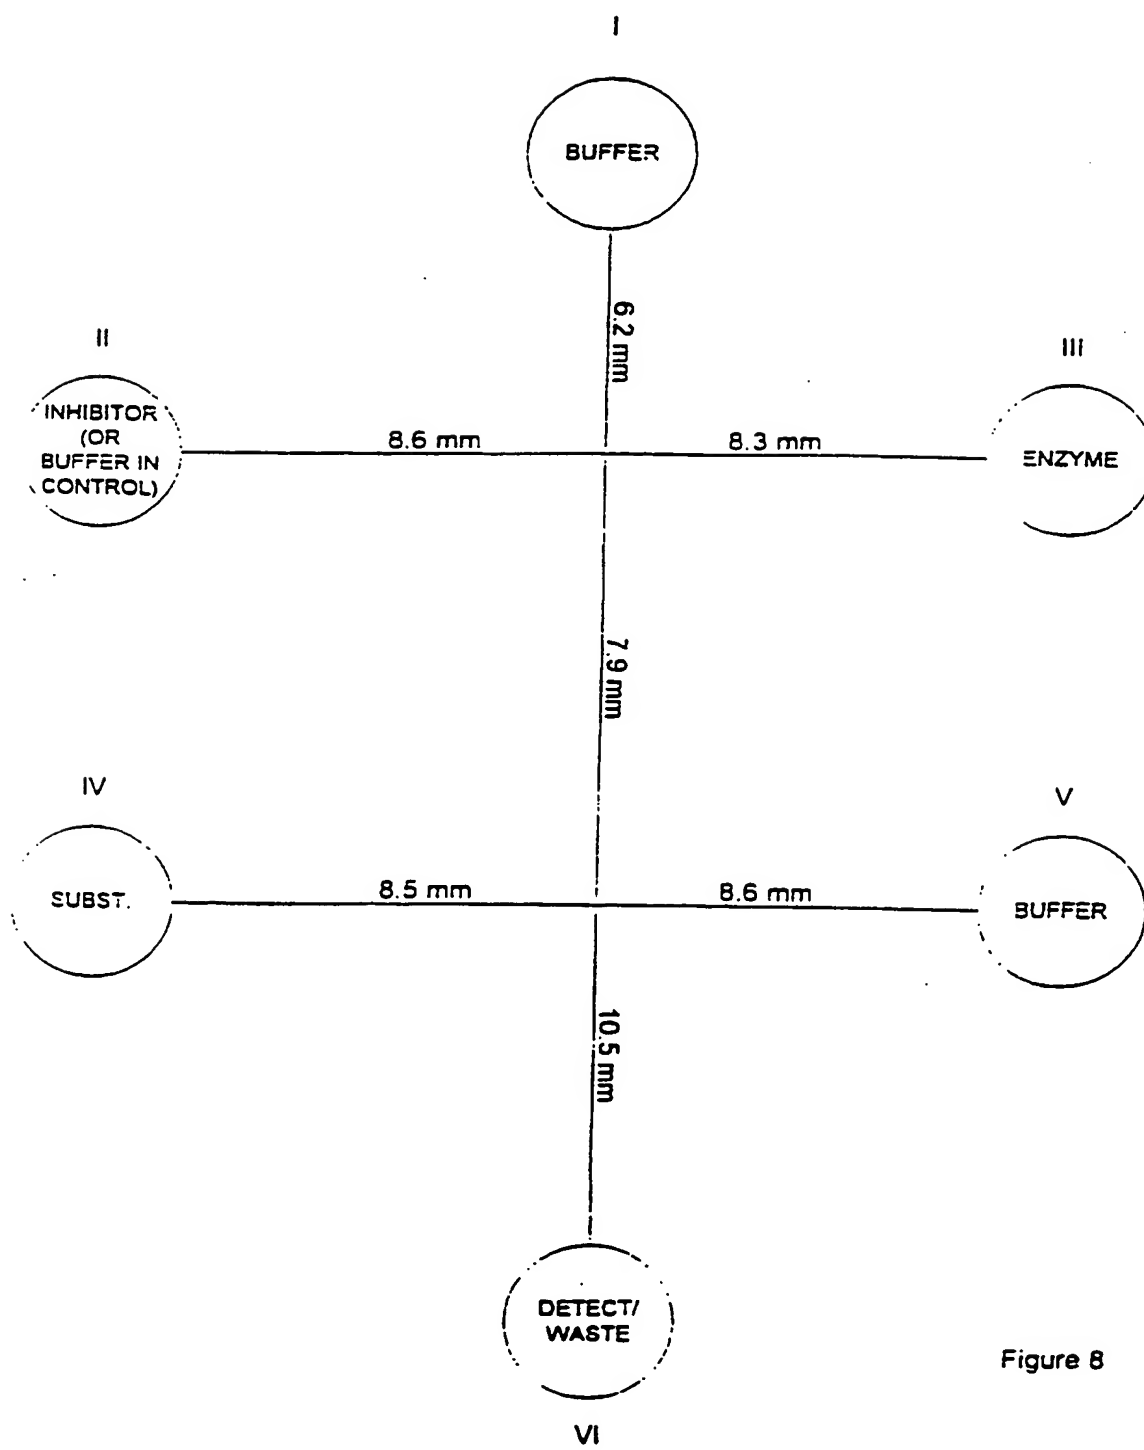 I
BUFFER
6.2 mm
II
III
INHIBITOR
(OR
BUFFER IN
CONTROL)
8.6 mm
8.3 mm
ENZYME
7.9 mm
IV
V
SUBST.
8.5 mm
8.6 mm
BUFFER
10.5 mm
DETECT/
WASTE
Figure 8
VI